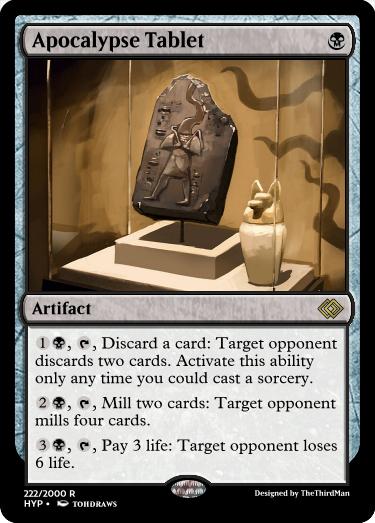 Apocalypse Tablet
Artifact
1, , Discard a card: Target opponent
discards two cards. Activate this ability
only any time you could cast a sorcery.
2, , Mill two cards: Target opponent
mills four cards.
3, , Pay 3 life: Target opponent loses
6 life.
222/2000 R
HYP • TOHDRAWS
Designed by TheThirdMan